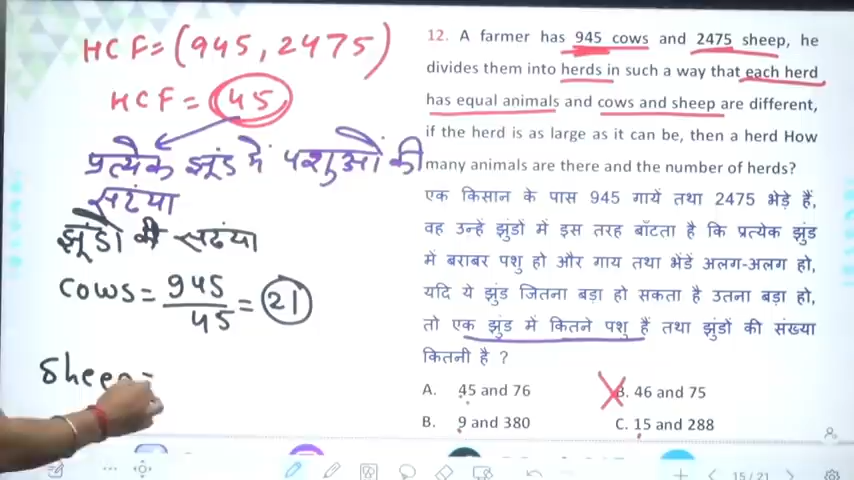 HCF = (945, 2475)
HCF = 45
प्रत्येक झूंड में पशुओं की
सढंया
झूंडों की सढंया
cows = 945/45 = 21
Sheep =
12. A farmer has 945 cows and 2475 sheep, he
divides them into herds in such a way that each herd
has equal animals and cows and sheep are different,
if the herd is as large as it can be, then a herd How
many animals are there and the number of herds?
एक किसान के पास 945 गायें तथा 2475 भेड़े हैं,
वह उन्हें झुंडों में इस तरह बाँटता है कि प्रत्येक झुंड
में बराबर पशु हो और गाय तथा भेंडें अलग-अलग हो,
यदि ये झुंड जितना बड़ा हो सकता है उतना बड़ा हो,
तो एक झुंड में कितने पशु हैं तथा झुंडों की संख्या
कितनी है ?
A. 45 and 76
B. 46 and 75
B. 9 and 380
C. 15 and 288
15 / 21